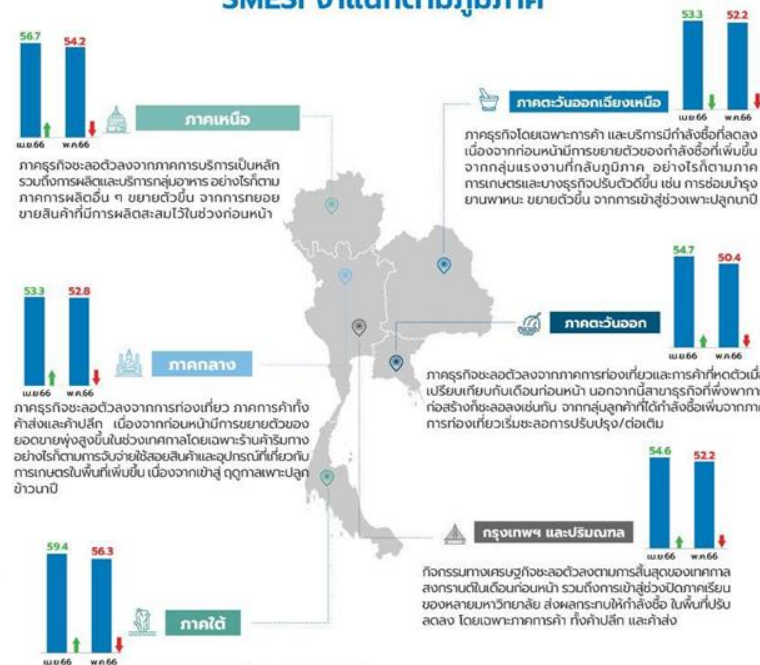 SMESI จำแนกตามภูมิภาค
56.7 54.2
เม.ย.66 พ.ค.66
ภาคเหนือ
ภาคธุรกิจชะลอตัวลงจากภาคการบริการเป็นหลัก
รวมถึงการผลิตและบริการกลุ่มอาหาร อย่างไรก็ตาม
ภาคการผลิตอื่น ๆ ขยายตัวขึ้น จากการทยอย
ขายสินค้าที่มีการผลิตสะสมไว้ในช่วงก่อนหน้า
53.3 52.2
เม.ย.66 พ.ค.66
ภาคตะวันออกเฉียงเหนือ
ภาคธุรกิจโดยเฉพาะการค้า และบริการมีกำลังซื้อที่ลดลง
เนื่องจากก่อนหน้ามีการขยายตัวของกำลังซื้อที่เพิ่มขึ้น
จากกลุ่มแรงงานที่กลับภูมิภาค อย่างไรก็ตามภาค
การเกษตรและบางธุรกิจปรับตัวดีขึ้น เช่น การซ่อมบำรุง
ยานพาหนะ ขยายตัวขึ้น จากการเข้าสู่ช่วงเพาะปลูกนาปี
53.3 52.8
เม.ย.66 พ.ค.66
ภาคกลาง
ภาคธุรกิจชะลอตัวลงจากการท่องเที่ยว ภาคการค้าทั้ง
ค้าส่งและค้าปลีก เนื่องจากก่อนหน้ามีการขยายตัวของ
ยอดขายพุ่งสูงขึ้นในช่วงเทศกาลโดยเฉพาะร้านค้าริมทาง
อย่างไรก็ตามการจับจ่ายใช้สอยสินค้าและอุปกรณ์ที่เกี่ยวกับ
การเกษตรในพื้นที่เพิ่มขึ้น เนื่องจากเข้าสู่ ฤดูกาลเพาะปลูก
ข้าวนาปี
54.7 50.4
เม.ย.66 พ.ค.66
ภาคตะวันออก
ภาคธุรกิจชะลอตัวลงจากภาคการท่องเที่ยวและการค้าที่หดตัวเมื่อ
เปรียบเทียบกับเดือนก่อนหน้า นอกจากนี้สาขาธุรกิจที่พึ่งพาการ
ก่อสร้างก็ชะลอลงเช่นกัน จากกลุ่มลูกค้าที่ได้กำลังซื้อเพิ่มจากภาค
การท่องเที่ยวเริ่มชะลอการปรับปรุง/ต่อเติม
54.6 52.2
เม.ย.66 พ.ค.66
กรุงเทพฯ และปริมณฑล
กิจกรรมทางเศรษฐกิจชะลอตัวลงตามการสิ้นสุดของเทศกาล
สงกรานต์ในเดือนก่อนหน้า รวมถึงการเข้าสู่ช่วงปิดภาคเรียน
ของหลายมหาวิทยาลัย ส่งผลกระทบให้กำลังซื้อ ในพื้นที่ปรับ
ลดลง โดยเฉพาะภาคการค้า ทั้งค้าปลีก และค้าส่ง
59.4 56.3
เม.ย.66 พ.ค.66
ภาคใต้